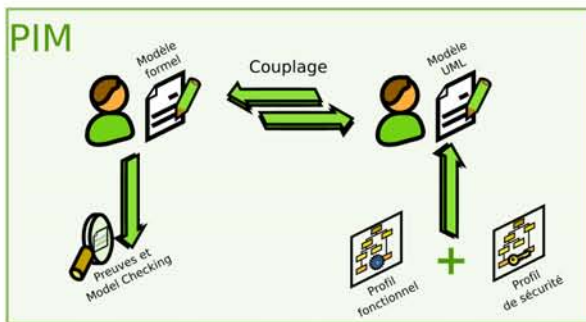 PIM
Modèle
formel
Couplage
Modèle
UML
Preuves et
Model Checking
Profil
fonctionnel
+
Profil
de sécurité